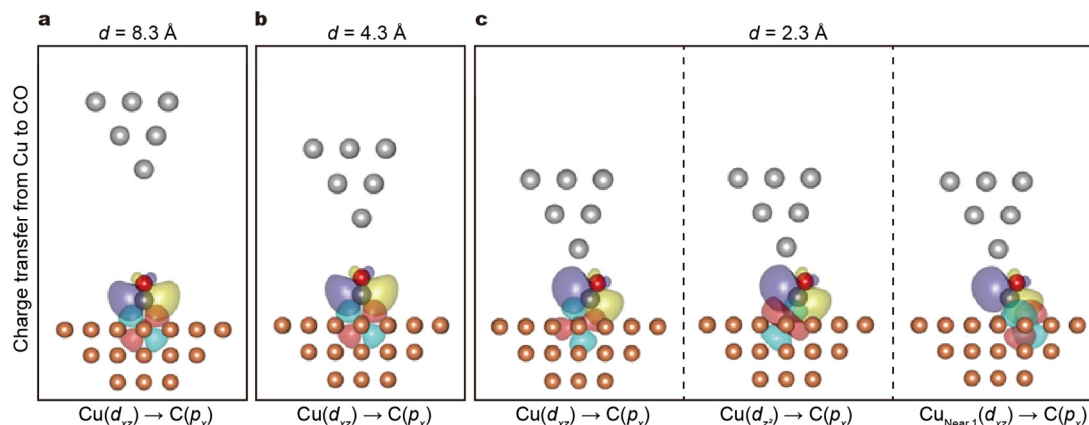 a
d = 8.3 Å
b
d = 4.3 Å
c
d = 2.3 Å
Charge transfer from Cu to CO
Cu(dxz) → C(px)
Cu(dxz) → C(px)
Cu(dxz) → C(px)
Cu(dz²) → C(px)
CuNear 1(dxz) → C(px)